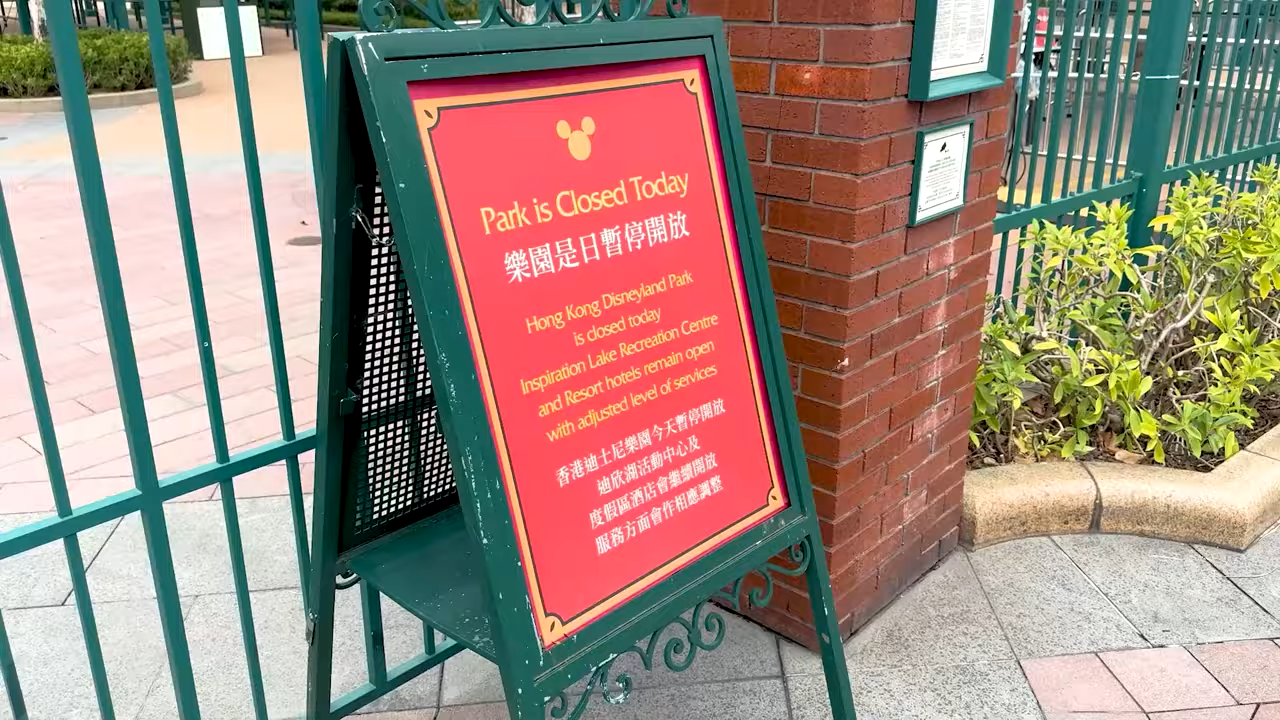 Park is Closed Today
樂園是日暫停開放
Hong Kong Disneyland Park
is closed today
Inspiration Lake Recreation Centre
and Resort hotels remain open
with adjusted level of services
香港迪士尼樂園今天暫停開放
迪欣湖活動中心及
度假區酒店會繼續開放
服務方面會作相應調整